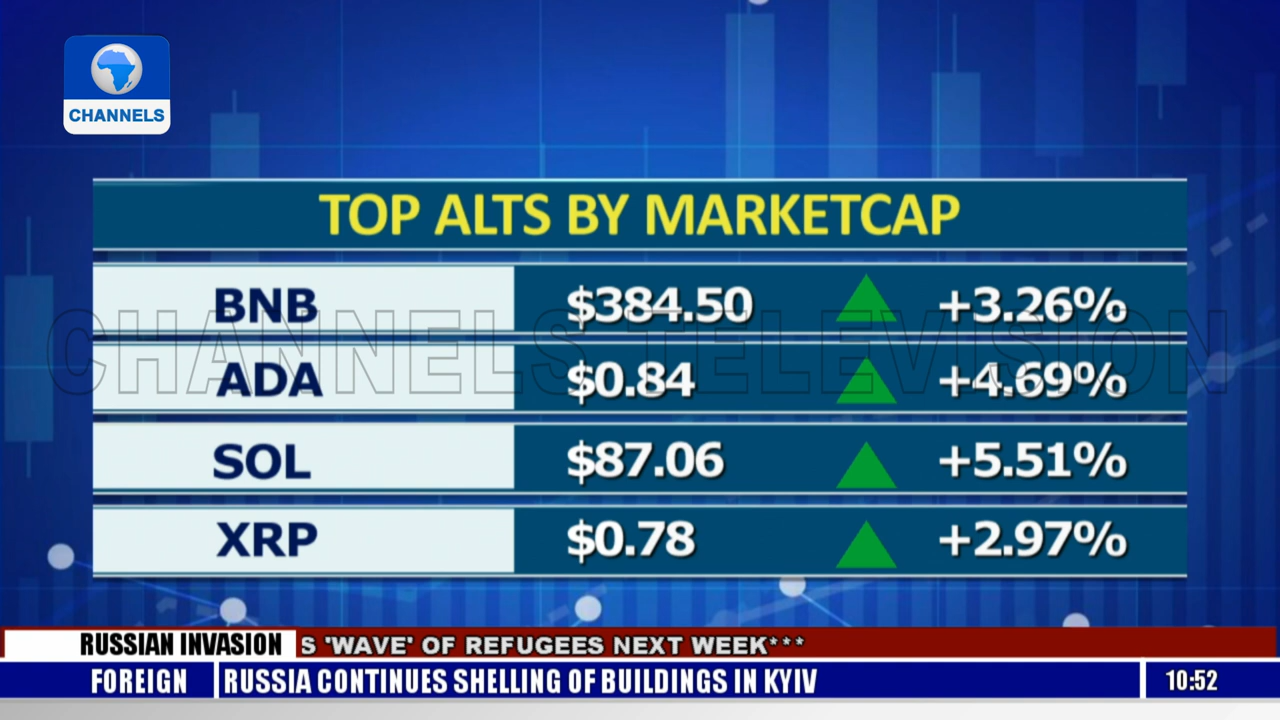 CHANNELS
TOP ALTS BY MARKETCAP
BNB $384.50 +3.26%
CHANNELS TELEVISION
ADA $0.84 +4.69%
SOL $87.06 +5.51%
XRP $0.78 +2.97%
RUSSIAN INVASION S 'WAVE' OF REFUGEES NEXT WEEK***
FOREIGN RUSSIA CONTINUES SHELLING OF BUILDINGS IN KYIV 10:52